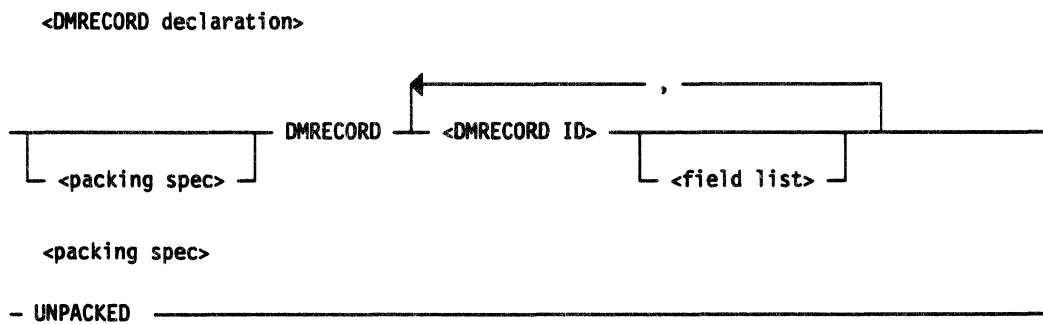 <DMRECORD declaration>
,
DMRECORD <DMRECORD ID>
<packing spec> <field list>
<packing spec>
– UNPACKED